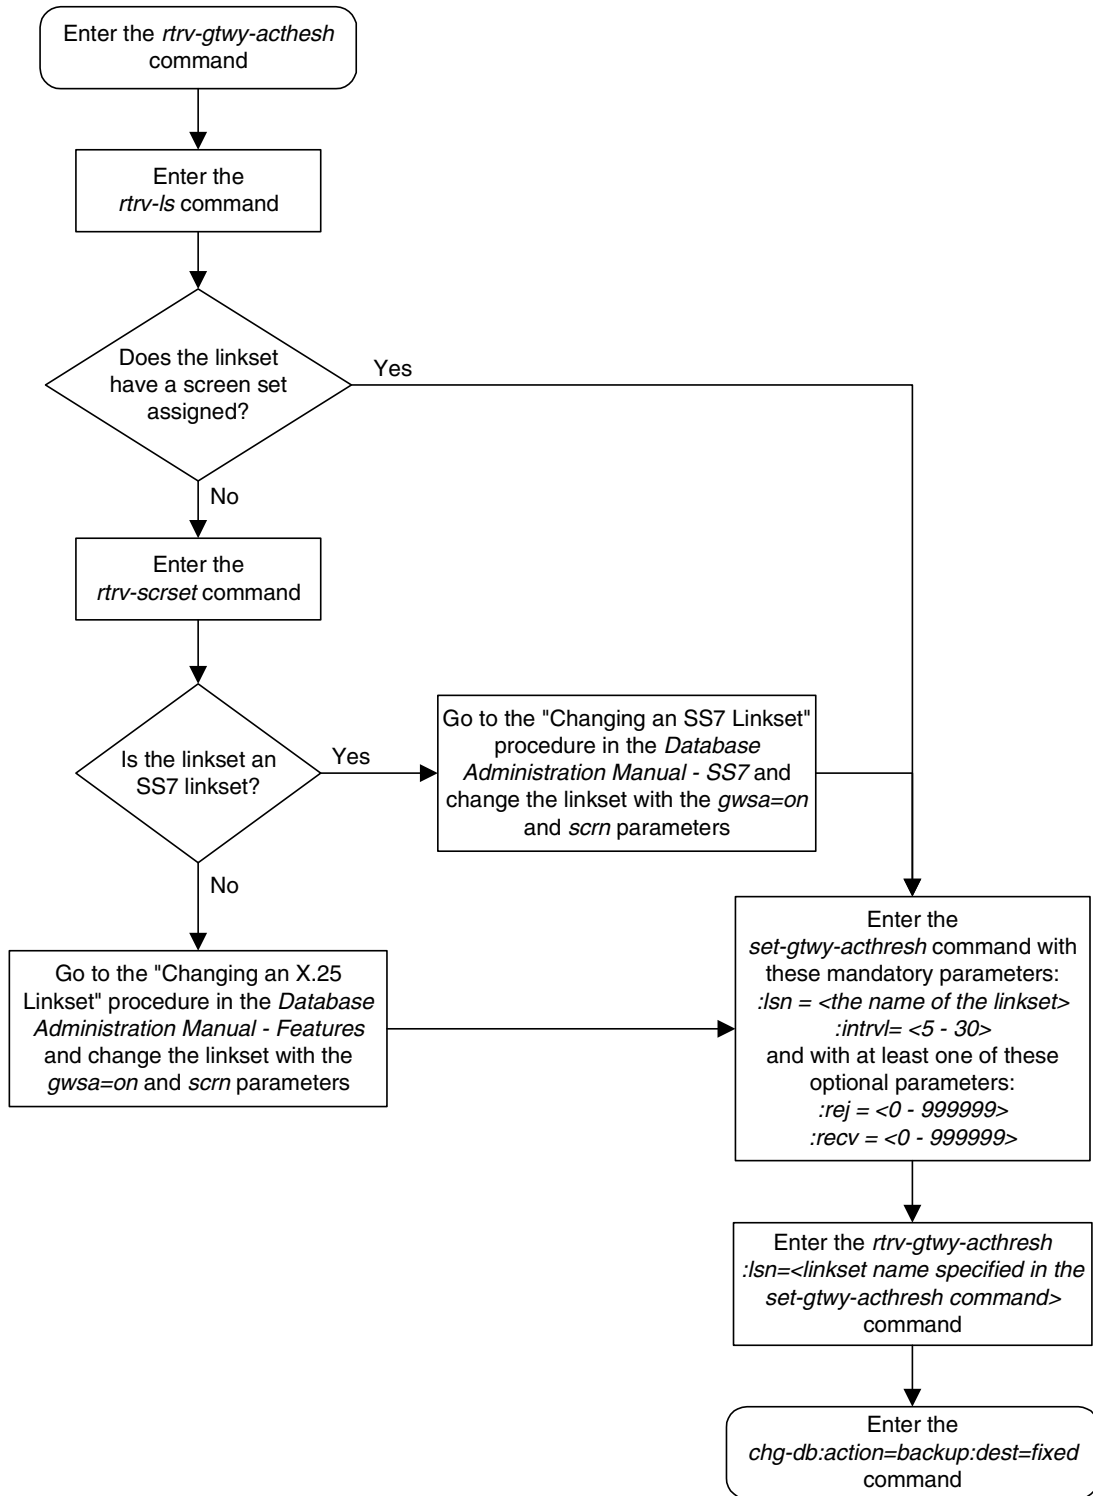 Enter the rtrv-gtwy-acthesh
command
Enter the
rtrv-ls command
Does the linkset
have a screen set
assigned?
Yes
No
Enter the
rtrv-scrset command
Is the linkset an
SS7 linkset?
Yes
Go to the "Changing an SS7 Linkset"
procedure in the Database
Administration Manual - SS7 and
change the linkset with the gwsa=on
and scrn parameters
No
Go to the "Changing an X.25
Linkset" procedure in the Database
Administration Manual - Features
and change the linkset with the
gwsa=on and scrn parameters
Enter the
set-gtwy-acthresh command with
these mandatory parameters:
:lsn = <the name of the linkset>
:intrvl= <5 - 30>
and with at least one of these
optional parameters:
:rej = <0 - 999999>
:recv = <0 - 999999>
Enter the rtrv-gtwy-acthresh
:lsn=<linkset name specified in the
set-gtwy-acthresh command>
command
Enter the
chg-db:action=backup:dest=fixed
command